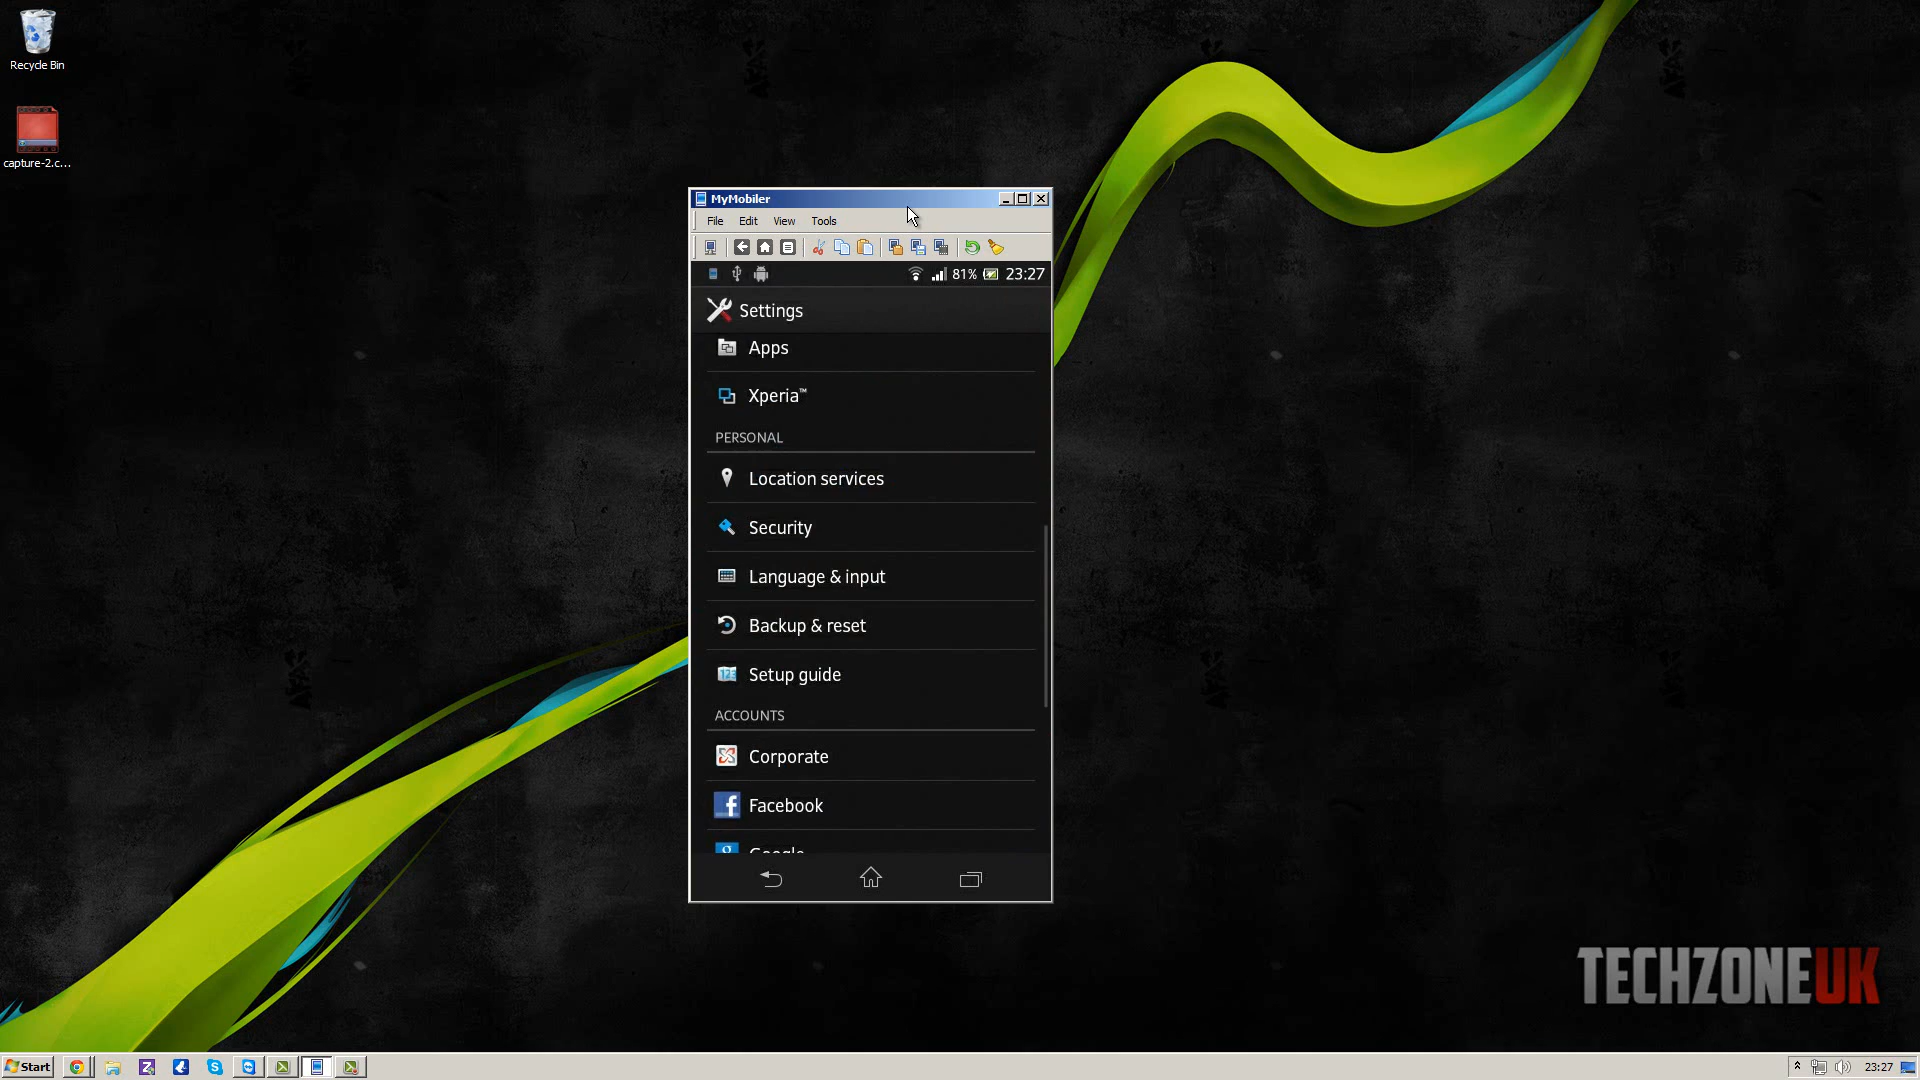 Recycle Bin
capture-2.c...
MyMobiler
File Edit View Tools
81% 23:27
Settings
Apps
Xperia™
PERSONAL
Location services
Security
Language & input
Backup & reset
Setup guide
ACCOUNTS
Corporate
Facebook
Google
TECHZONEUK
Start
23:27